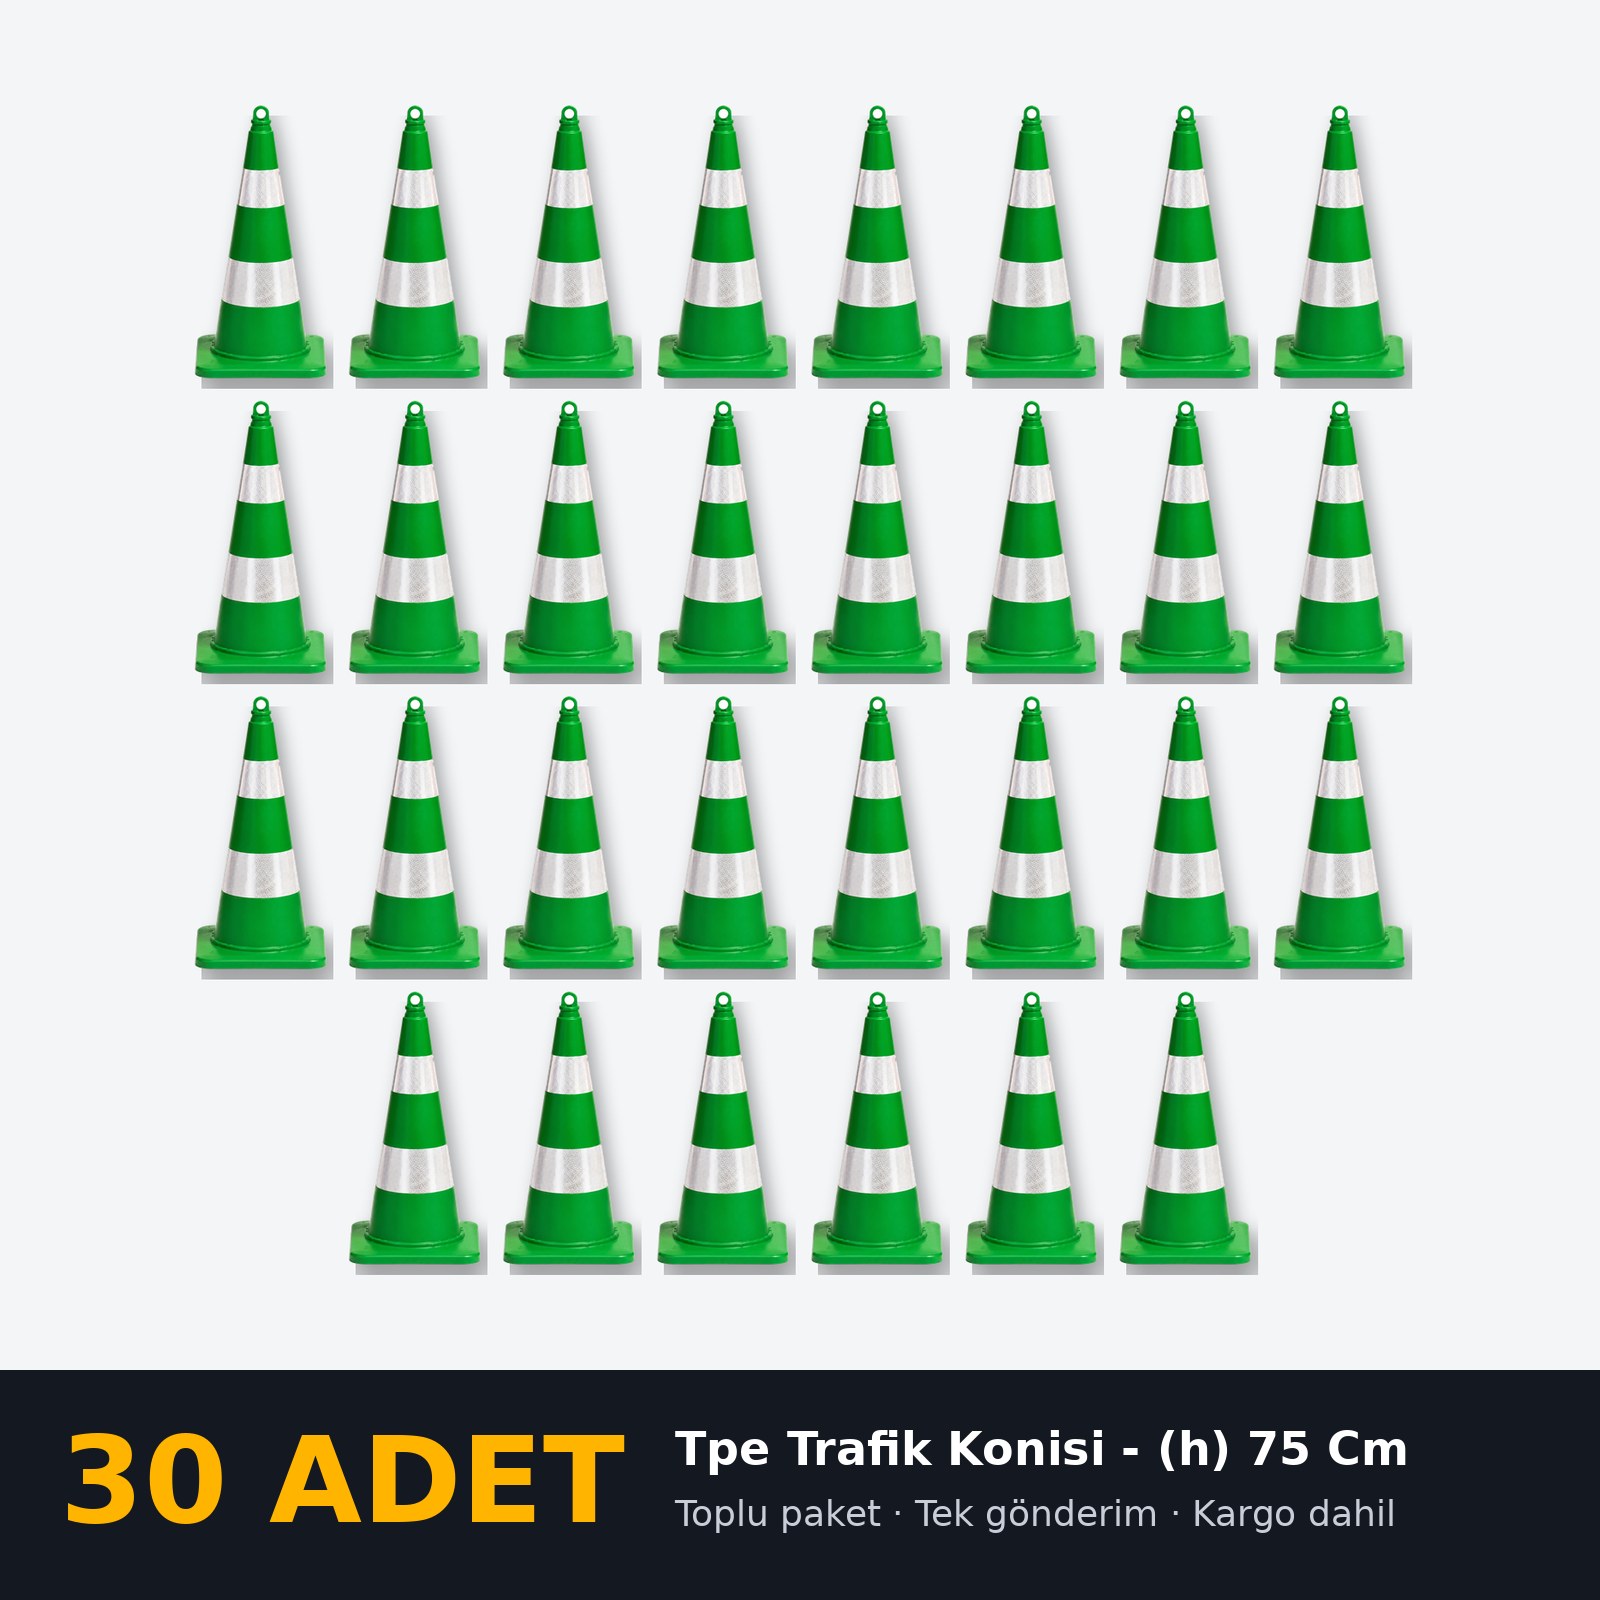 30 ADET
Tpe Trafik Konisi - (h) 75 Cm
Toplu paket · Tek gönderim · Kargo dahil